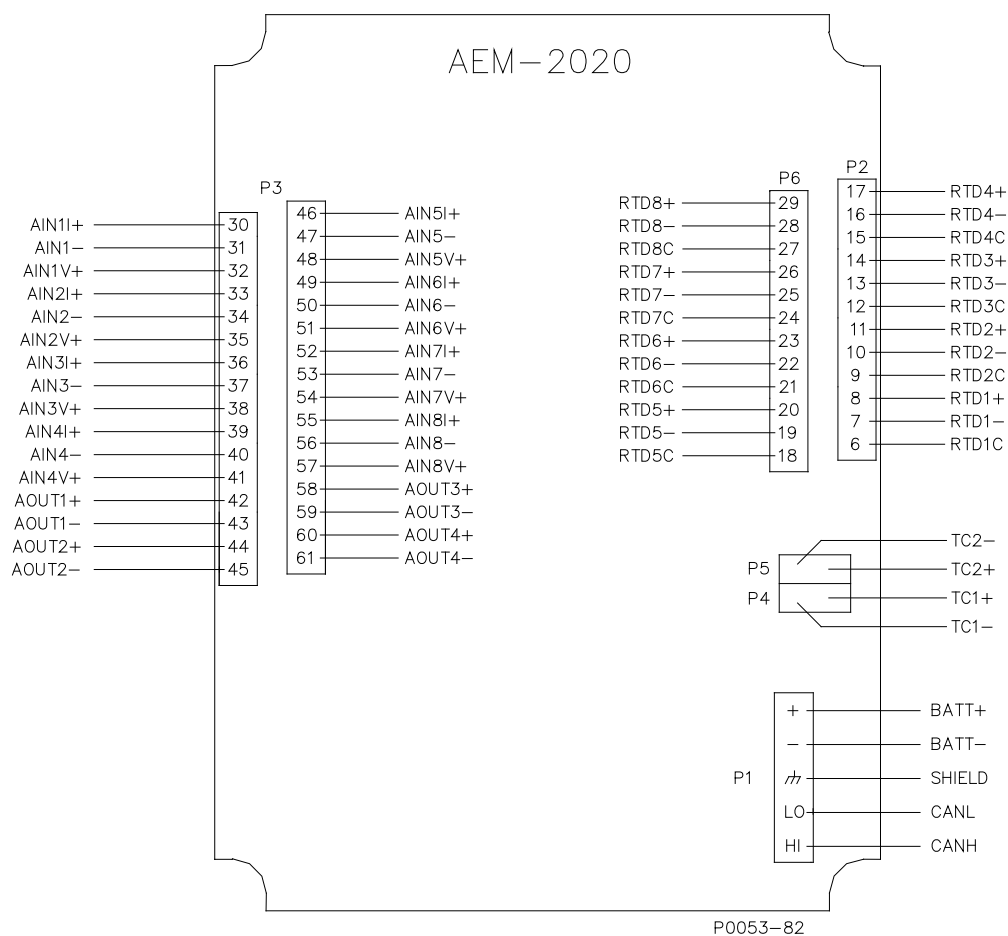 AEM-2020
P3
AIN1I+ 30
AIN1- 31
AIN1V+ 32
AIN2I+ 33
AIN2- 34
AIN2V+ 35
AIN3I+ 36
AIN3- 37
AIN3V+ 38
AIN4I+ 39
AIN4- 40
AIN4V+ 41
AOUT1+ 42
AOUT1- 43
AOUT2+ 44
AOUT2- 45
46 AIN5I+
47 AIN5-
48 AIN5V+
49 AIN6I+
50 AIN6-
51 AIN6V+
52 AIN7I+
53 AIN7-
54 AIN7V+
55 AIN8I+
56 AIN8-
57 AIN8V+
58 AOUT3+
59 AOUT3-
60 AOUT4+
61 AOUT4-
P6
RTD8+ 29
RTD8- 28
RTD8C 27
RTD7+ 26
RTD7- 25
RTD7C 24
RTD6+ 23
RTD6- 22
RTD6C 21
RTD5+ 20
RTD5- 19
RTD5C 18
P2
17 RTD4+
16 RTD4-
15 RTD4C
14 RTD3+
13 RTD3-
12 RTD3C
11 RTD2+
10 RTD2-
9 RTD2C
8 RTD1+
7 RTD1-
6 RTD1C
TC2-
P5 TC2+
P4 TC1+
TC1-
+ BATT+
- BATT-
P1 SHIELD
LO CANL
HI CANH
P0053-82